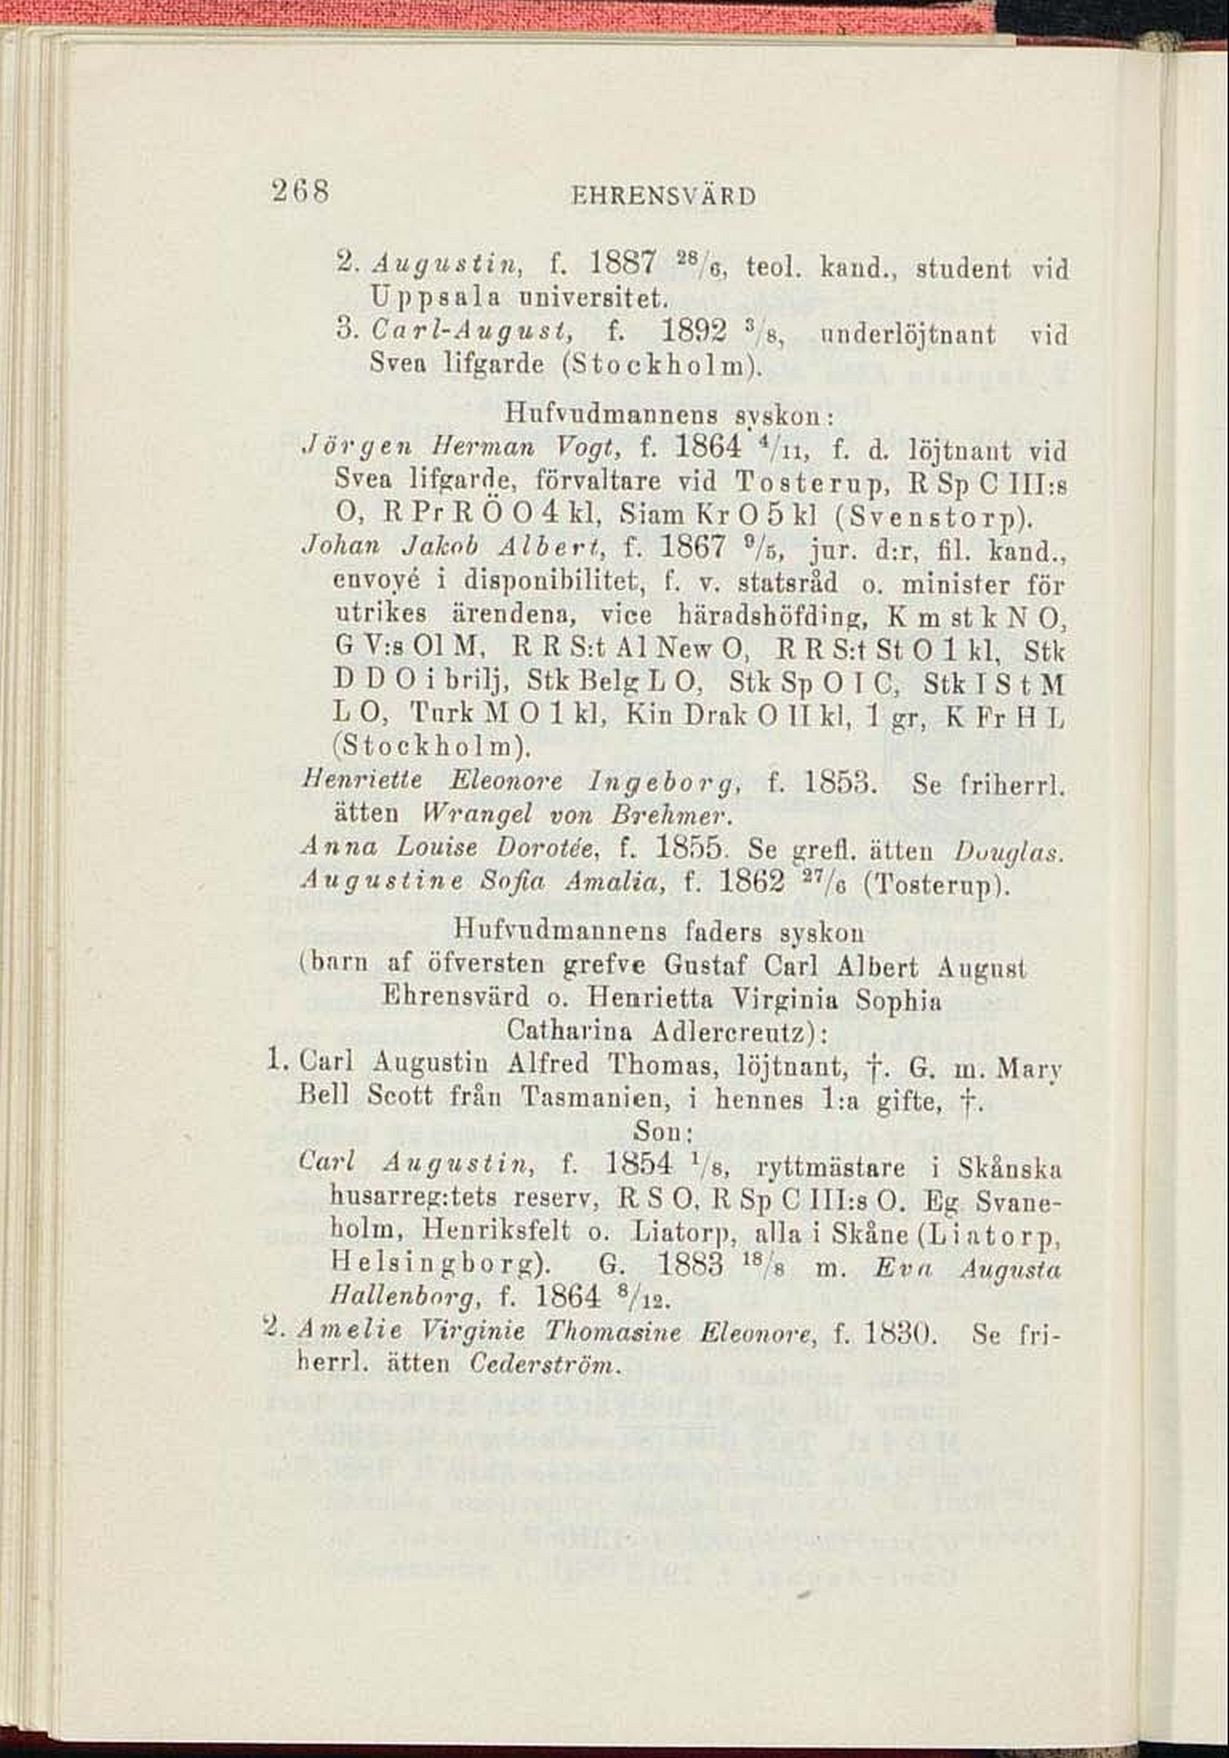 268 EHRENSVÄRD
2. Augustin, f. 1887 28/6, teol. kand., student vid
Uppsala universitet.
3. Carl-August, f. 1892 3/8, underlöjtnant vid
Svea lifgarde (Stockholm).
Hufvudmannens syskon:
Jörgen Herman Vogt, f. 1864 4/11, f. d. löjtnant vid
Svea lifgarde, förvaltare vid Tosterup, R Sp C III:s
O, R Pr R Ö O 4 kl, Siam Kr O 5 kl (Svenstorp).
Johan Jakob Albert, f. 1867 9/5, jur. d:r, fil. kand.,
envoyé i disponibilitet, f. v. statsråd o. minister för
utrikes ärendena, vice häradshöfding, K m st k N O,
G V:s Ol M, R R S:t Al New O, R R S:t St O 1 kl, Stk
D D O i brilj, Stk Belg L O, Stk Sp O I C, Stk I S t M
L O, Turk M O 1 kl, Kin Drak O II kl, 1 gr, K Fr H L
(Stockholm).
Henriette Eleonore Ingeborg, f. 1853. Se friherrl.
ätten Wrangel von Brehmer.
Anna Louise Dorotée, f. 1855. Se grefl. ätten Douglas.
Augustine Sofia Amalia, f. 1862 27/6 (Tosterup).
Hufvudmannens faders syskon
(barn af öfversten grefve Gustaf Carl Albert August
Ehrensvärd o. Henrietta Virginia Sophia
Catharina Adlercreutz):
1. Carl Augustin Alfred Thomas, löjtnant, †. G. m. Mary
Bell Scott från Tasmanien, i hennes 1:a gifte, †.
Son:
Carl Augustin, f. 1854 1/8, ryttmästare i Skånska
husarreg:tets reserv, R S O, R Sp C III:s O. Eg Svane-
holm, Henriksfelt o. Liatorp, alla i Skåne (Liatorp,
Helsingborg). G. 1883 18/8 m. Eva Augusta
Hallenborg, f. 1864 8/12.
2. Amelie Virginie Thomasine Eleonore, f. 1830. Se fri-
herrl. ätten Cederström.